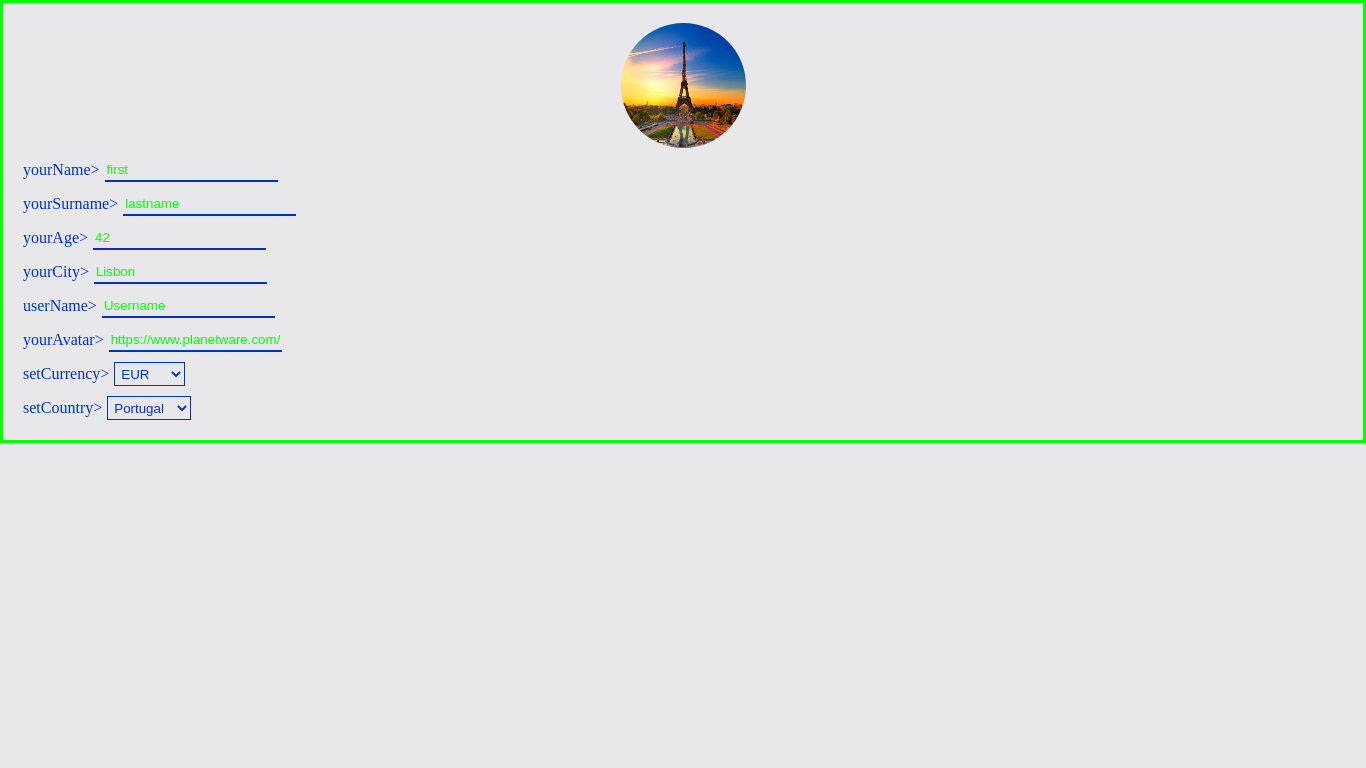 yourName> first
yourSurname> lastname
yourAge> 42
yourCity> Lisbon
userName> Username
yourAvatar> https://www.planetware.com/
setCurrency> EUR
setCountry> Portugal